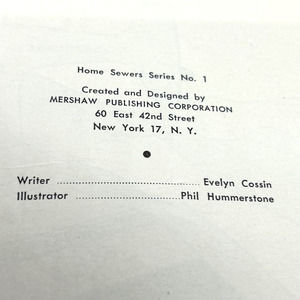 Home Sewers Series No. 1
Created and Designed by
MERSHAW PUBLISHING CORPORATION
60 East 42nd Street
New York 17, N. Y.
●
Writer ........................................ Evelyn Cossin
Illustrator ............................. Phil Hummerstone